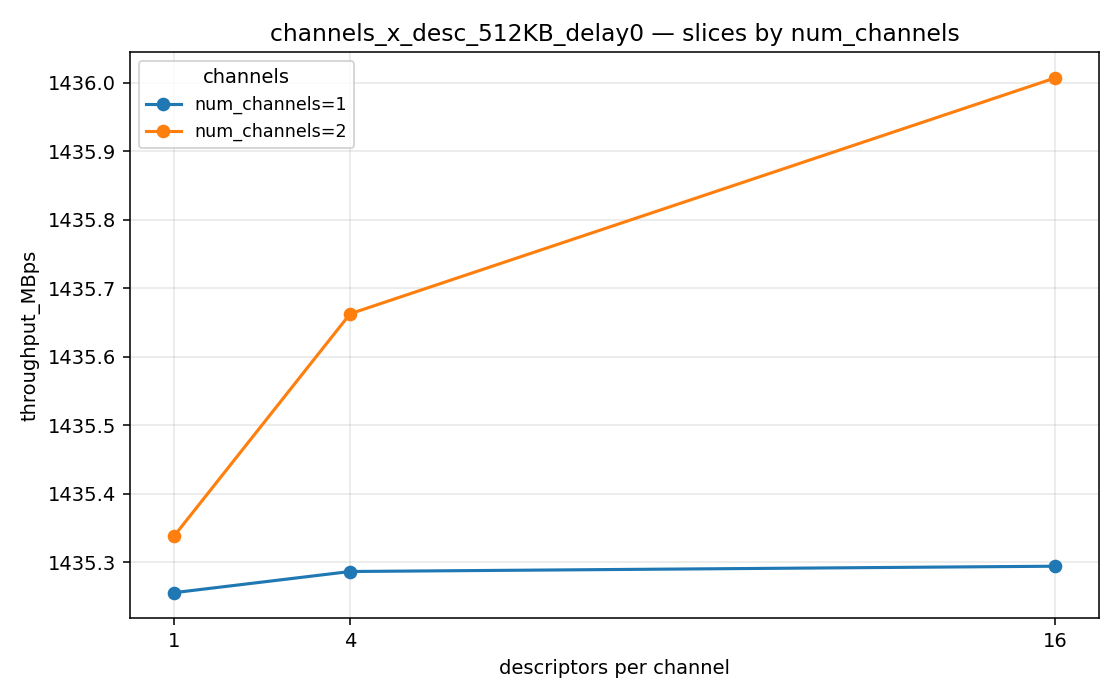 channels_x_desc_512KB_delay0 — slices by num_channels
channels
num_channels=1
num_channels=2
1436.0
1435.9
1435.8
1435.7
1435.6
1435.5
1435.4
1435.3
throughput_MBps
1 4 16
descriptors per channel